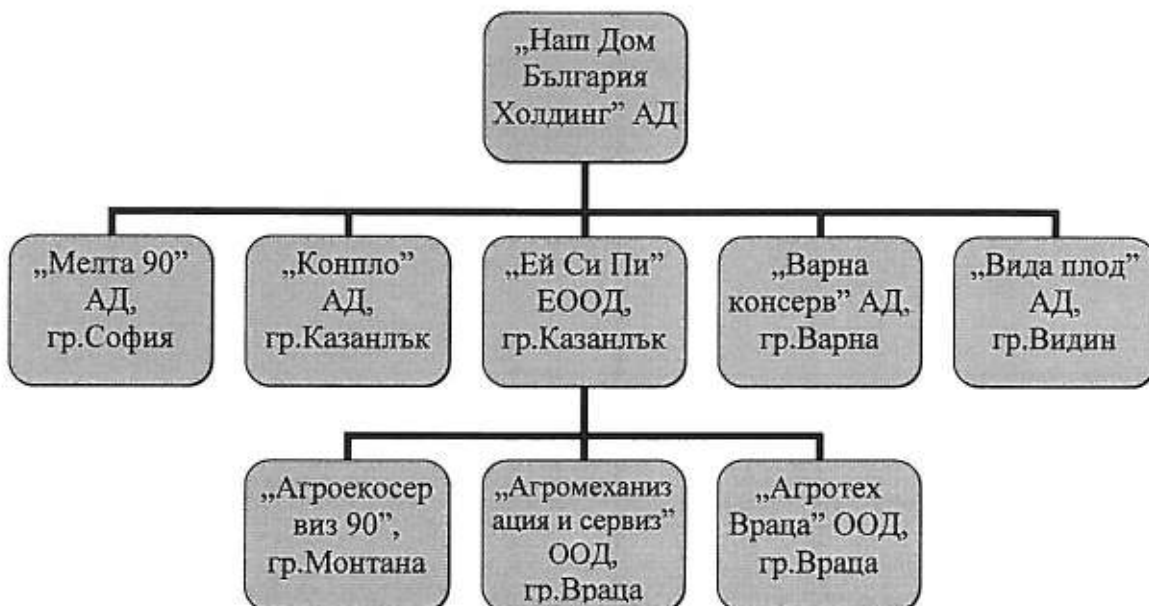 „Наш Дом
България
Холдинг” АД
„Мелта 90”
АД,
гр.София
„Конпло”
АД,
гр.Казанлък
„Ей Си Пи”
ЕООД,
гр.Казанлък
„Варна
консерв” АД,
гр.Варна
„Вида плод”
АД,
гр.Видин
„Агроекосер
виз 90”,
гр.Монтана
„Агромеханиз
ация и сервиз”
ООД,
гр.Враца
„Агротех
Враца” ООД,
гр.Враца